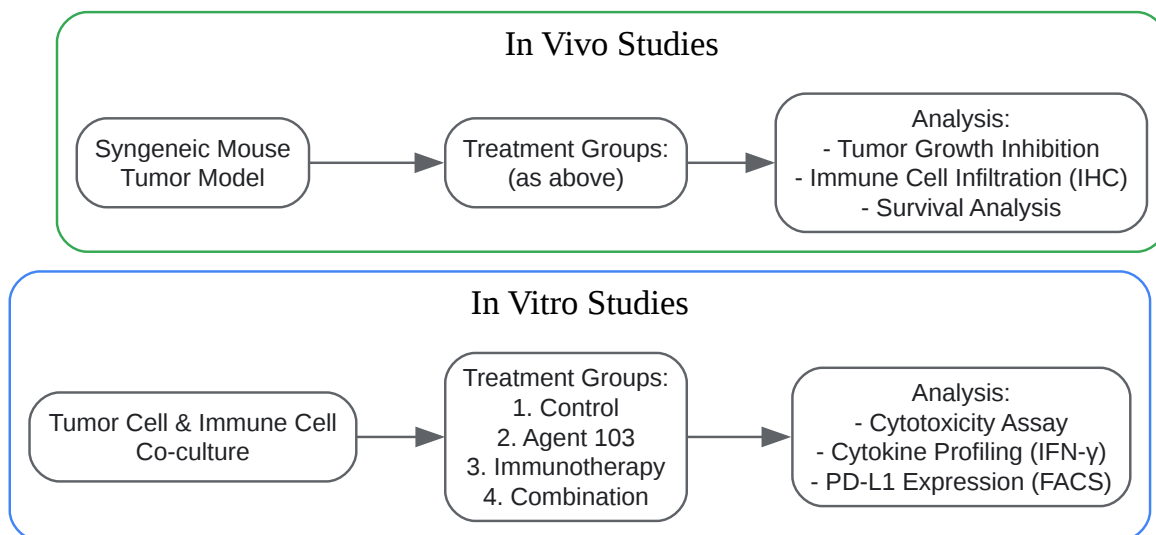 In Vivo Studies
Syngeneic Mouse
Tumor Model
Treatment Groups:
(as above)
Analysis:
- Tumor Growth Inhibition
- Immune Cell Infiltration (IHC)
- Survival Analysis
In Vitro Studies
Tumor Cell & Immune Cell
Co-culture
Treatment Groups:
1. Control
2. Agent 103
3. Immunotherapy
4. Combination
Analysis:
- Cytotoxicity Assay
- Cytokine Profiling (IFN-γ)
- PD-L1 Expression (FACS)